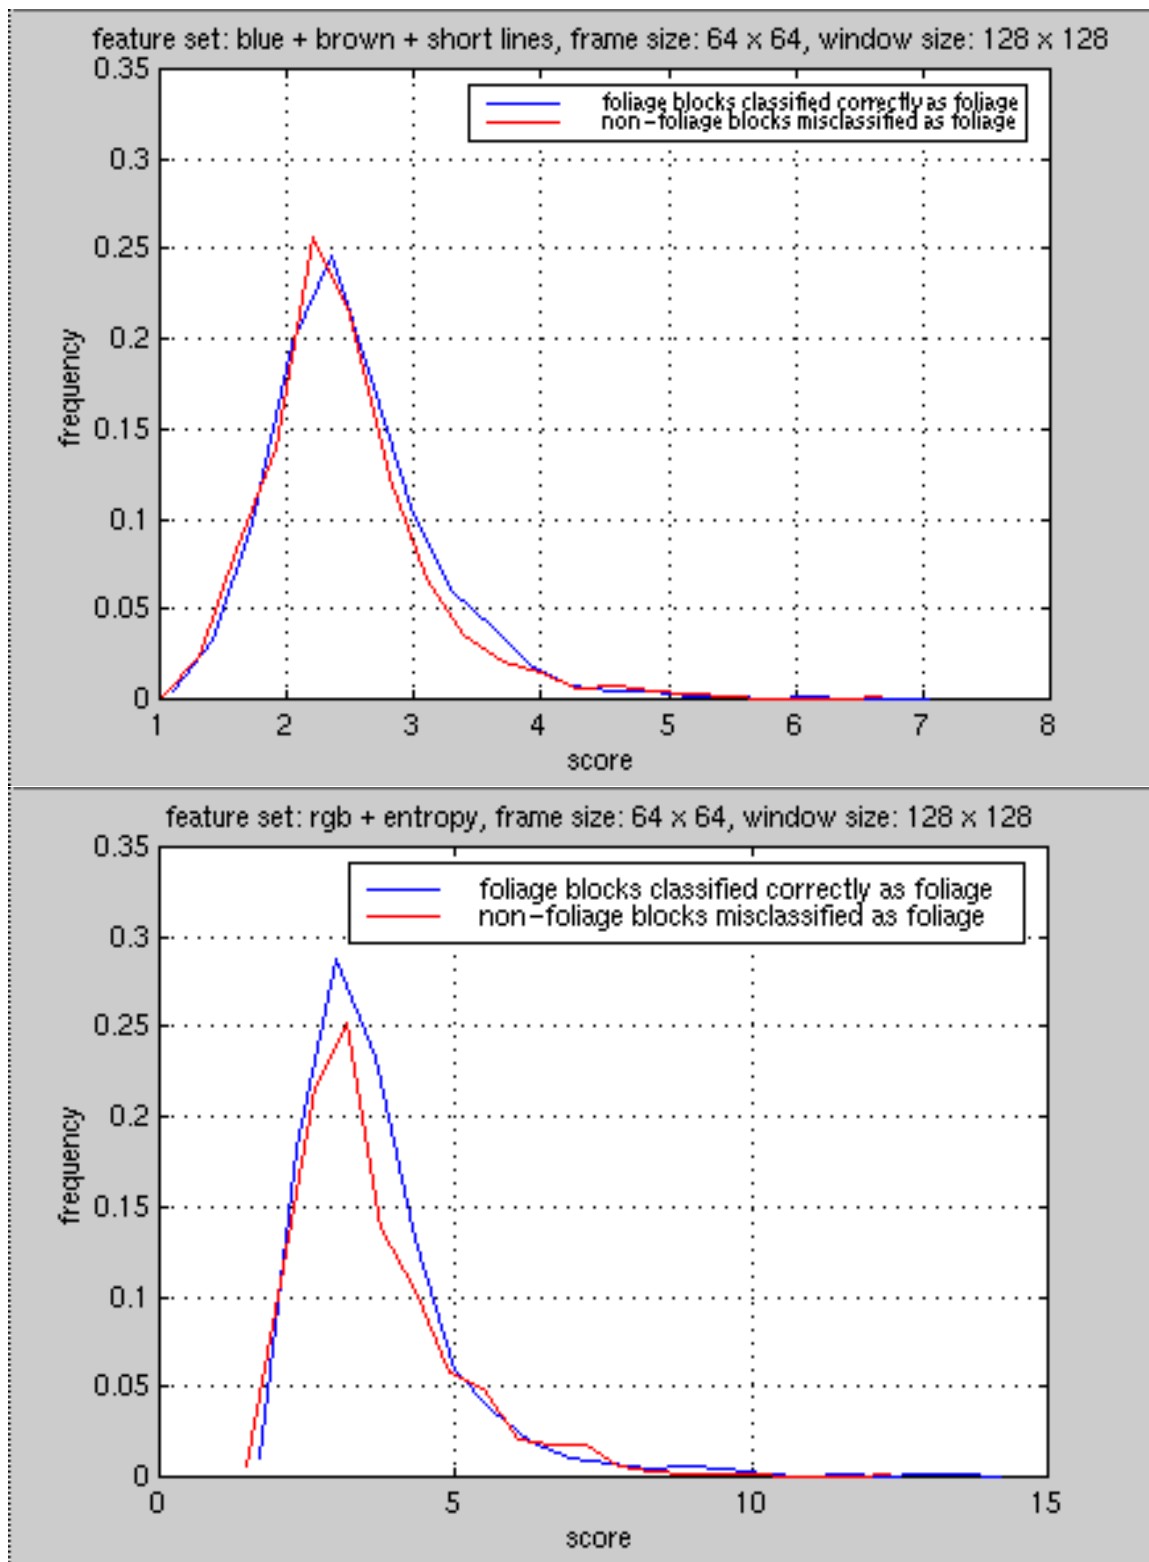 feature set: blue + brown + short lines, frame size: 64 x 64, window size: 128 x 128
0.35
foliage blocks classified correctly as foliage
non-foliage blocks misclassified as foliage
0.3
0.25
0.2
frequency
0.15
0.1
0.05
0
1 2 3 4 5 6 7 8
score
feature set: rgb + entropy, frame size: 64 x 64, window size: 128 x 128
0.35
foliage blocks classified correctly as foliage
non-foliage blocks misclassified as foliage
0.3
0.25
0.2
frequency
0.15
0.1
0.05
0
0 5 10 15
score